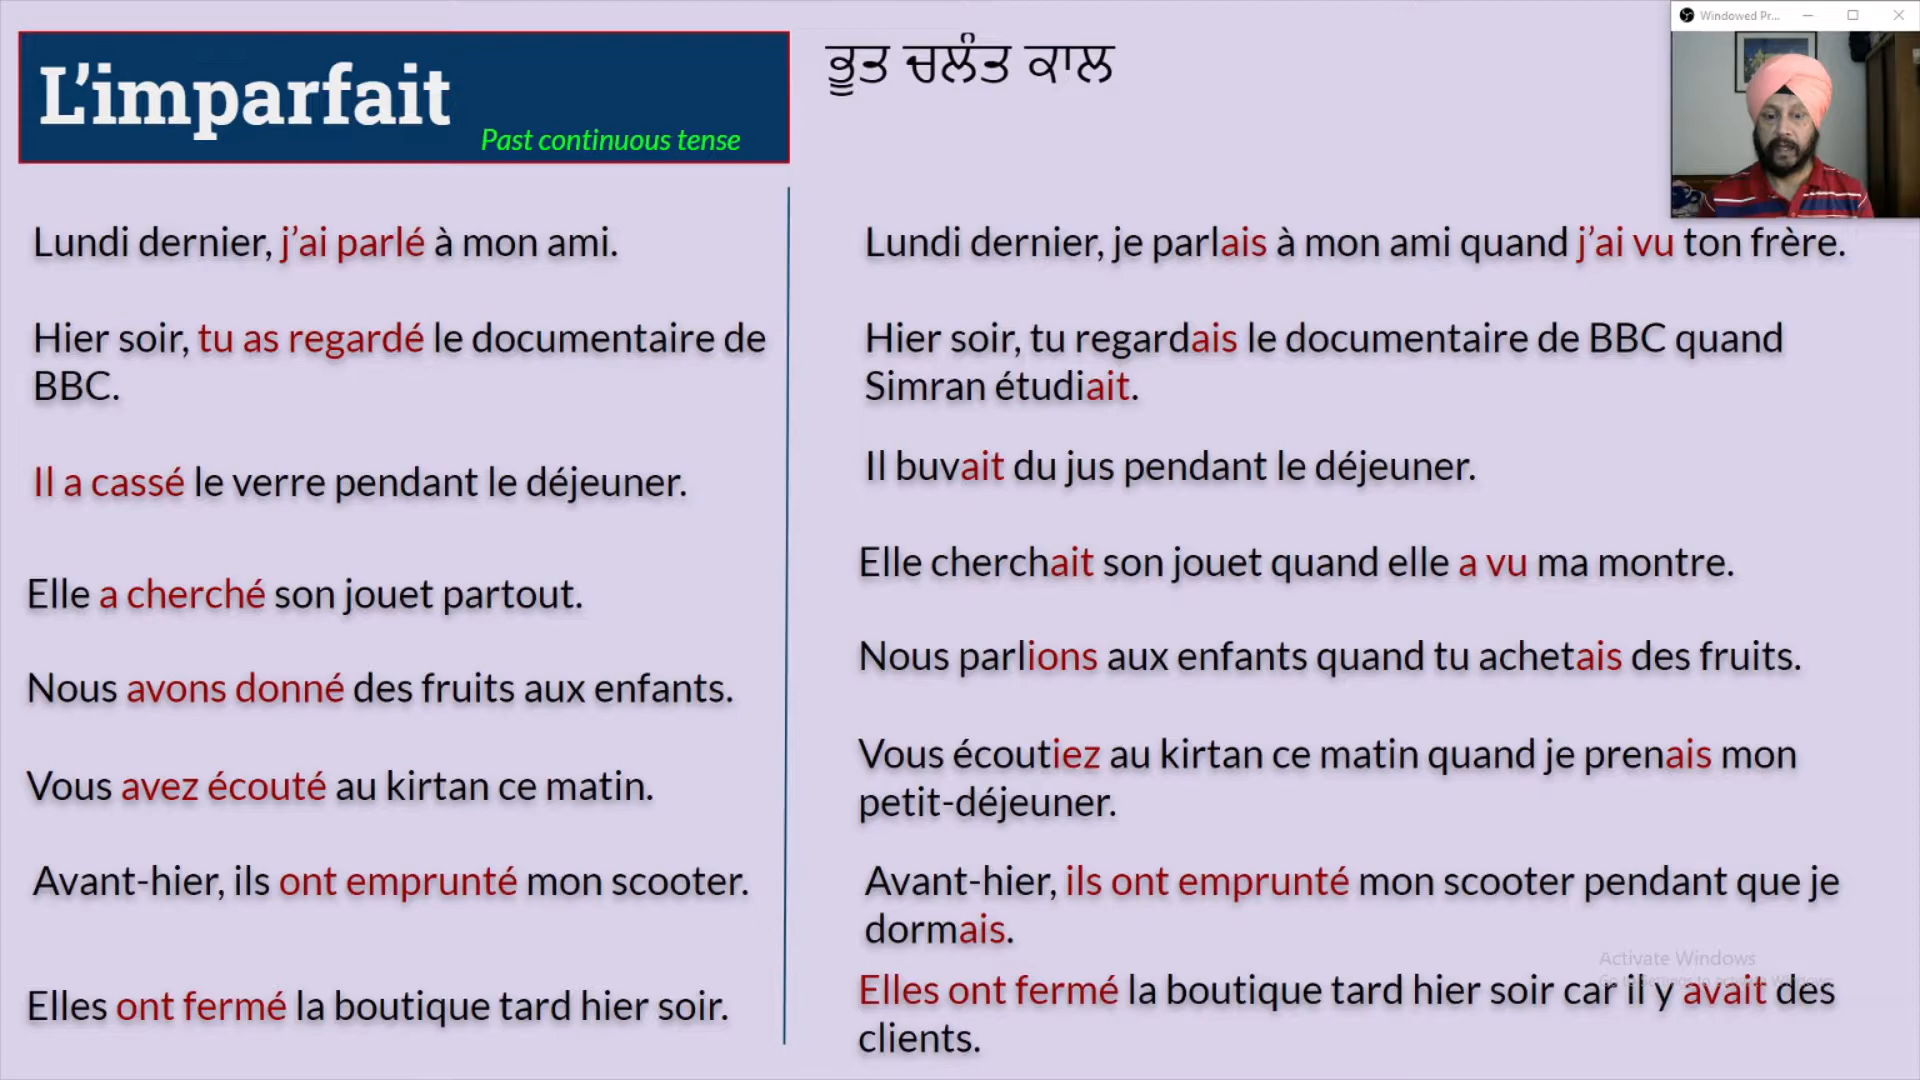 L'imparfait
Past continuous tense
ਭੂਤ ਚਲੰਤ ਕਾਲ
Windowed Pr...
Lundi dernier, j'ai parlé à mon ami.
Hier soir, tu as regardé le documentaire de
BBC.
Il a cassé le verre pendant le déjeuner.
Elle a cherché son jouet partout.
Nous avons donné des fruits aux enfants.
Vous avez écouté au kirtan ce matin.
Avant-hier, ils ont emprunté mon scooter.
Elles ont fermé la boutique tard hier soir.
Lundi dernier, je parlais à mon ami quand j'ai vu ton frère.
Hier soir, tu regardais le documentaire de BBC quand
Simran étudiait.
Il buvait du jus pendant le déjeuner.
Elle cherchait son jouet quand elle a vu ma montre.
Nous parlions aux enfants quand tu achetais des fruits.
Vous écoutiez au kirtan ce matin quand je prenais mon
petit-déjeuner.
Avant-hier, ils ont emprunté mon scooter pendant que je
dormais.
Elles ont fermé la boutique tard hier soir car il y avait des
clients.
Activate Windows